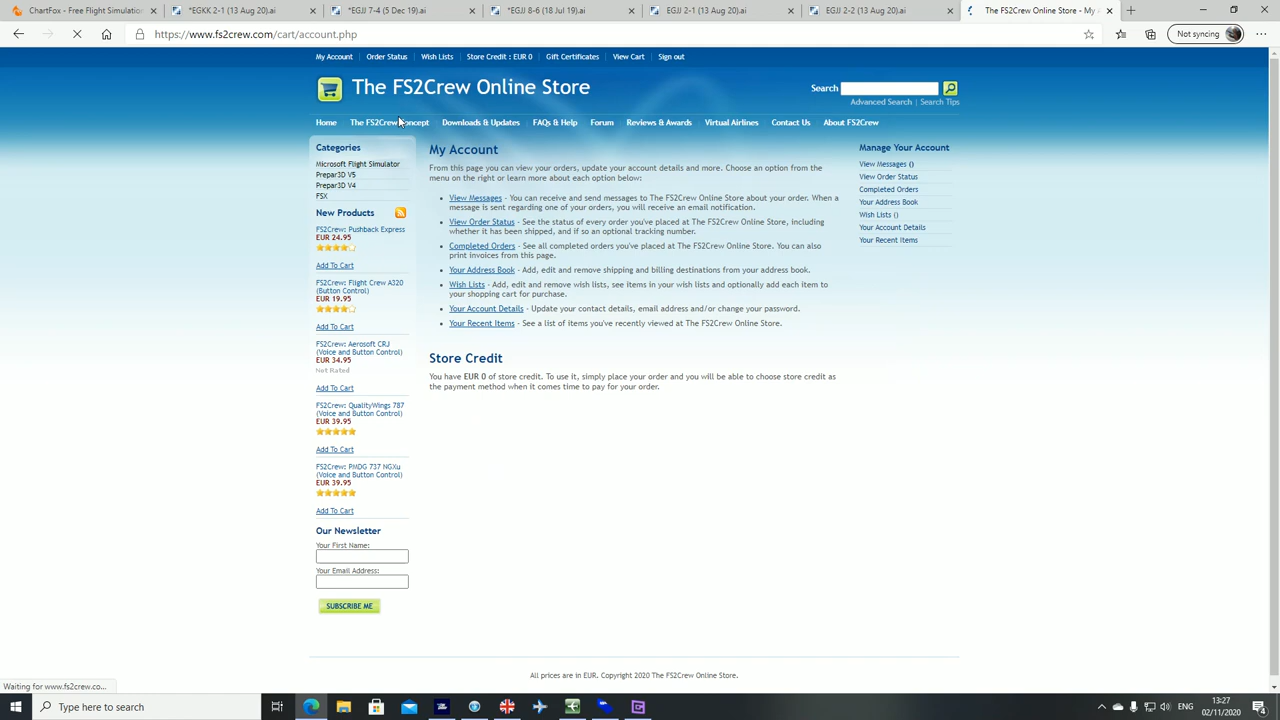 ChartFox - Free Flight Simulatio
*EGKK 2-1 (13 August 2020)
*EGJJ 7-4 (5 September 2019)
*EGJJ 1-2 (13 August 2020)
EGJJ 2-2 (13 August 2020)
The FS2Crew Online Store - My A
https://www.fs2crew.com/cart/account.php
Not syncing
My Account
Order Status
Wish Lists
Store Credit : EUR 0
Gift Certificates
View Cart
Sign out
The FS2Crew Online Store
Search
Advanced Search | Search Tips
Home
The FS2Crew Concept
Downloads & Updates
FAQs & Help
Forum
Reviews & Awards
Virtual Airlines
Contact Us
About FS2Crew
Categories
Microsoft Flight Simulator
Prepar3D V5
Prepar3D V4
FSX
New Products
FS2Crew: Pushback Express
EUR 24.95
Add To Cart
FS2Crew: Flight Crew A320
(Button Control)
EUR 19.95
Add To Cart
FS2Crew: Aerosoft CRJ
(Voice and Button Control)
EUR 34.95
Not Rated
Add To Cart
FS2Crew: QualityWings 787
(Voice and Button Control)
EUR 39.95
Add To Cart
FS2Crew: PMDG 737 NGXu
(Voice and Button Control)
EUR 39.95
Add To Cart
Our Newsletter
Your First Name:
Your Email Address:
SUBSCRIBE ME
My Account
From this page you can view your orders, update your account details and more. Choose an option from the
menu on the right or learn more about each option below:
View Messages - You can receive and send messages to The FS2Crew Online Store about your order. When a
message is sent regarding one of your orders, you will receive an email notification.
View Order Status - See the status of every order you've placed at The FS2Crew Online Store, including
whether it has been shipped, and if so an optional tracking number.
Completed Orders - See all completed orders you've placed at The FS2Crew Online Store. You can also
print invoices from this page.
Your Address Book - Add, edit and remove shipping and billing destinations from your address book.
Wish Lists - Add, edit and remove wish lists, see items in your wish lists and optionally add each item to
your shopping cart for purchase.
Your Account Details - Update your contact details, email address and/or change your password.
Your Recent Items - See a list of items you've recently viewed at The FS2Crew Online Store.
Store Credit
You have EUR 0 of store credit. To use it, simply place your order and you will be able to choose store credit as
the payment method when it comes time to pay for your order.
Manage Your Account
View Messages ()
View Order Status
Completed Orders
Your Address Book
Wish Lists ()
Your Account Details
Your Recent Items
All prices are in EUR. Copyright 2020 The FS2Crew Online Store.
Waiting for www.fs2crew.co...
Type here to search
13:27
02/11/2020